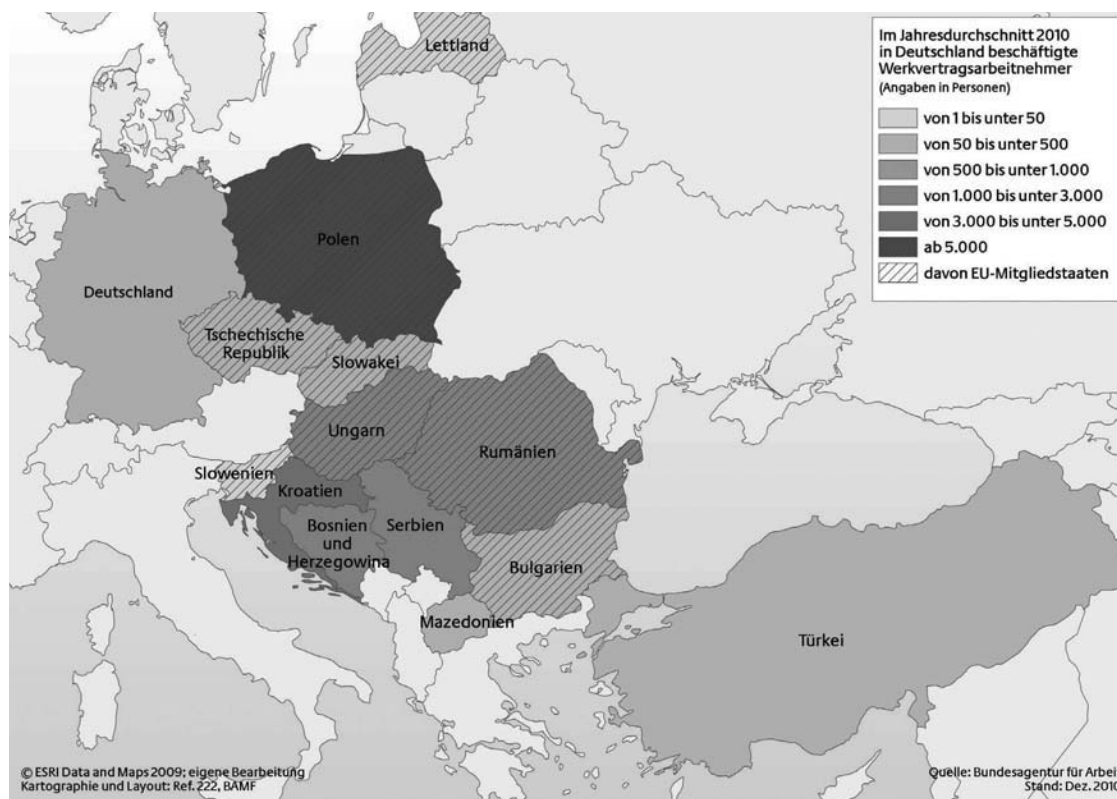 Im Jahresdurchschnitt 2010
in Deutschland beschäftigte
Werkvertragsarbeitnehmer
(Angaben in Personen)
von 1 bis unter 50
von 50 bis unter 500
von 500 bis unter 1.000
von 1.000 bis unter 3.000
von 3.000 bis unter 5.000
ab 5.000
davon EU-Mitgliedstaaten
Lettland
Polen
Deutschland
Tschechische
Republik
Slowakei
Ungarn
Rumänien
Slowenien
Kroatien
Bosnien
und
Herzegowina
Serbien
Bulgarien
Mazedonien
Türkei
© ESRI Data and Maps 2009; eigene Bearbeitung
Kartographie und Layout: Ref. 222, BAMF
Quelle: Bundesagentur für Arbeit
Stand: Dez. 2010